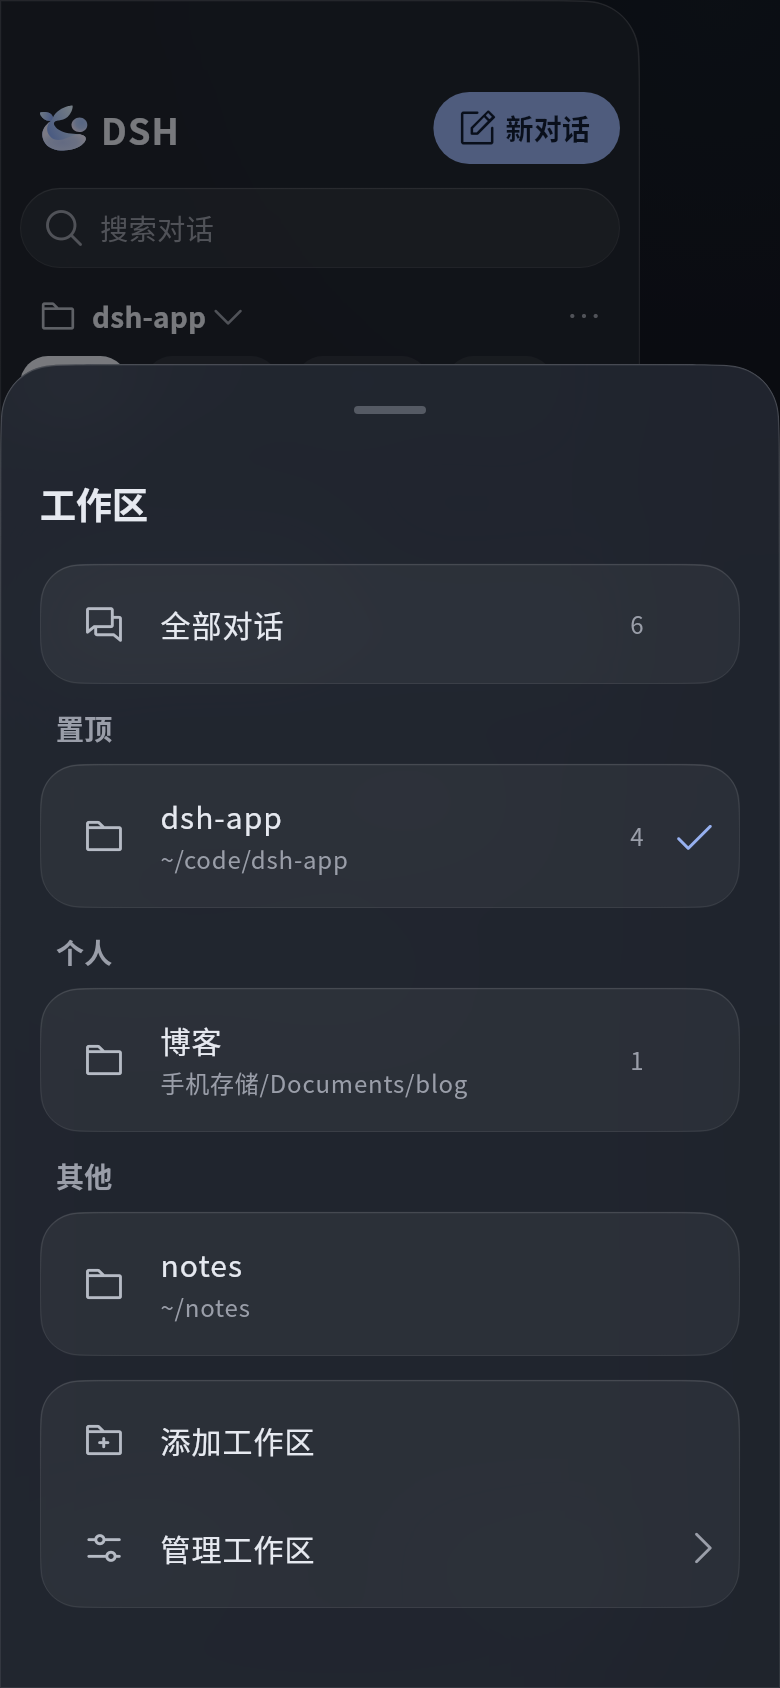 DSH
新对话
搜索对话
dsh-app
工作区
全部对话 6
置顶
dsh-app
~/code/dsh-app
4
个人
博客
手机存储/Documents/blog
1
其他
notes
~/notes
添加工作区
管理工作区